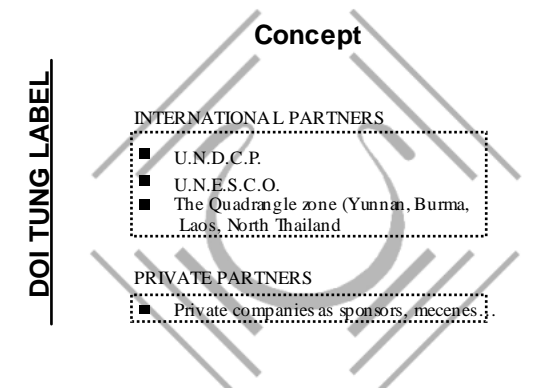 Concept
DOI TUNG LABEL
INTERNATIONAL PARTNERS
■ U.N.D.C.P.
■ U.N.E.S.C.O.
■ The Quadrangle zone (Yunnan, Burma,
Laos, North Thailand
PRIVATE PARTNERS
■ Private companies as sponsors, mecenes…